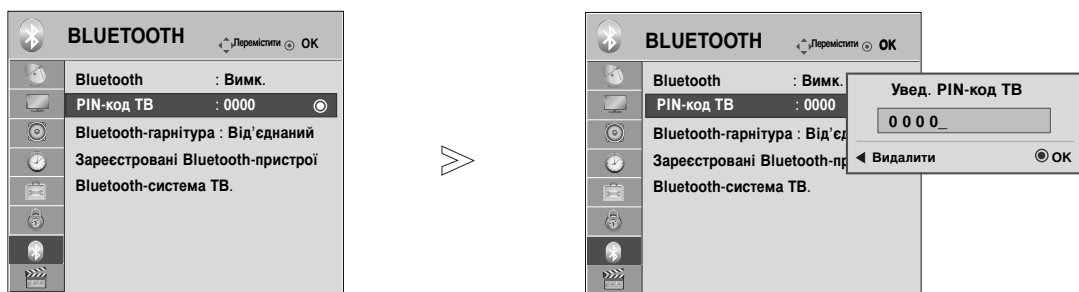 BLUETOOTH Перемістити OK
Bluetooth : Вимк.
PIN-код ТВ : 0000
Bluetooth-гарнітура : Від’єднаний
Зареєстровані Bluetooth-пристрої
Bluetooth-система ТВ.
BLUETOOTH Перемістити OK
Bluetooth : Вимк.
PIN-код ТВ : 0000
Bluetooth-гарнітура : Від’єд
Зареєстровані Bluetooth-пр
Bluetooth-система ТВ.
Увед. PIN-код ТВ
0 0 0 0_
Видалити OK